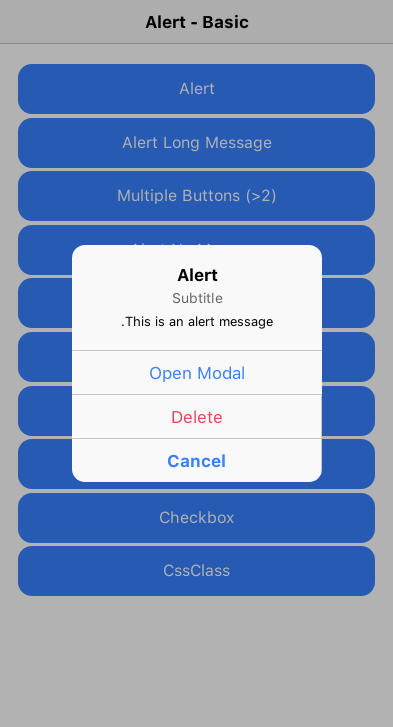 Alert - Basic
Alert
Alert Long Message
Multiple Buttons (>2)
Alert
Subtitle
.This is an alert message
Open Modal
Delete
Cancel
Checkbox
CssClass